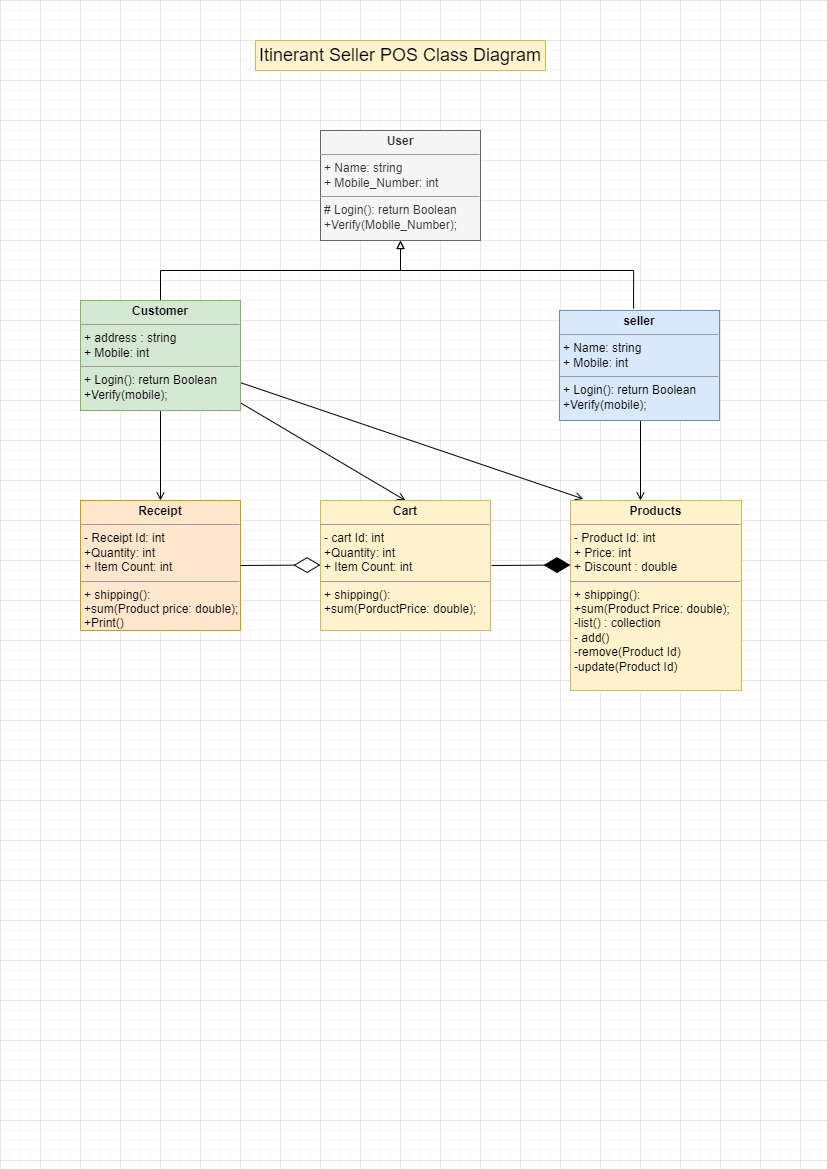 Itinerant Seller POS Class Diagram
User
+ Name: string
+ Mobile_Number: int
# Login(): return Boolean
+Verify(Mobile_Number);
Customer
+ address : string
+ Mobile: int
+ Login(): return Boolean
+Verify(mobile);
seller
+ Name: string
+ Mobile: int
+ Login(): return Boolean
+Verify(mobile);
Receipt
- Receipt Id: int
+Quantity: int
+ Item Count: int
+ shipping():
+sum(Product price: double);
+Print()
Cart
- cart Id: int
+Quantity: int
+ Item Count: int
+ shipping():
+sum(PorductPrice: double);
Products
- Product Id: int
+ Price: int
+ Discount : double
+ shipping():
+sum(Product Price: double);
-list() : collection
- add()
-remove(Product Id)
-update(Product Id)